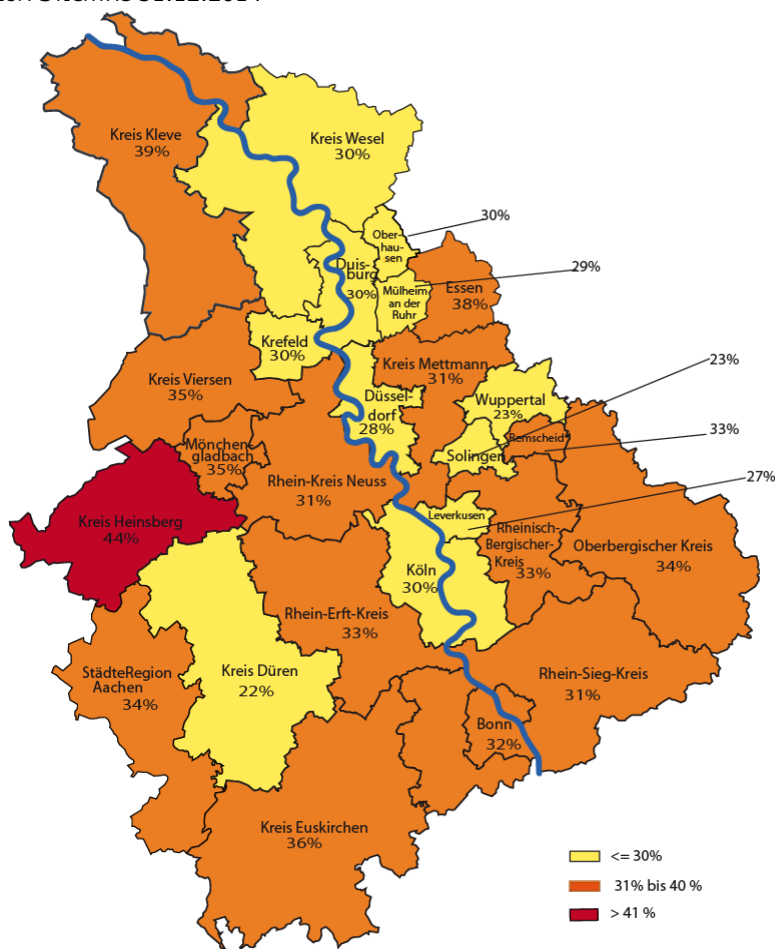 31.12.2014
Kreis Kleve
39%
Kreis Wesel
30%
Ober-
hau-
sen
30%
Duis-
burg
30%
Mülheim
an der
Ruhr
29%
Essen
38%
Krefeld
30%
Kreis Viersen
35%
Kreis Mettmann
31%
Düssel-
dorf
28%
Wuppertal
23%
23%
Remscheid
33%
Solingen
Mönchen-
gladbach
35%
Rhein-Kreis Neuss
31%
Leverkusen
27%
Kreis Heinsberg
44%
Rheinisch-
Bergischer-
Kreis
33%
Oberbergischer Kreis
34%
Köln
30%
Rhein-Erft-Kreis
33%
StädteRegion
Aachen
34%
Kreis Düren
22%
Rhein-Sieg-Kreis
31%
Bonn
32%
Kreis Euskirchen
36%
<= 30%
31% bis 40 %
> 41 %